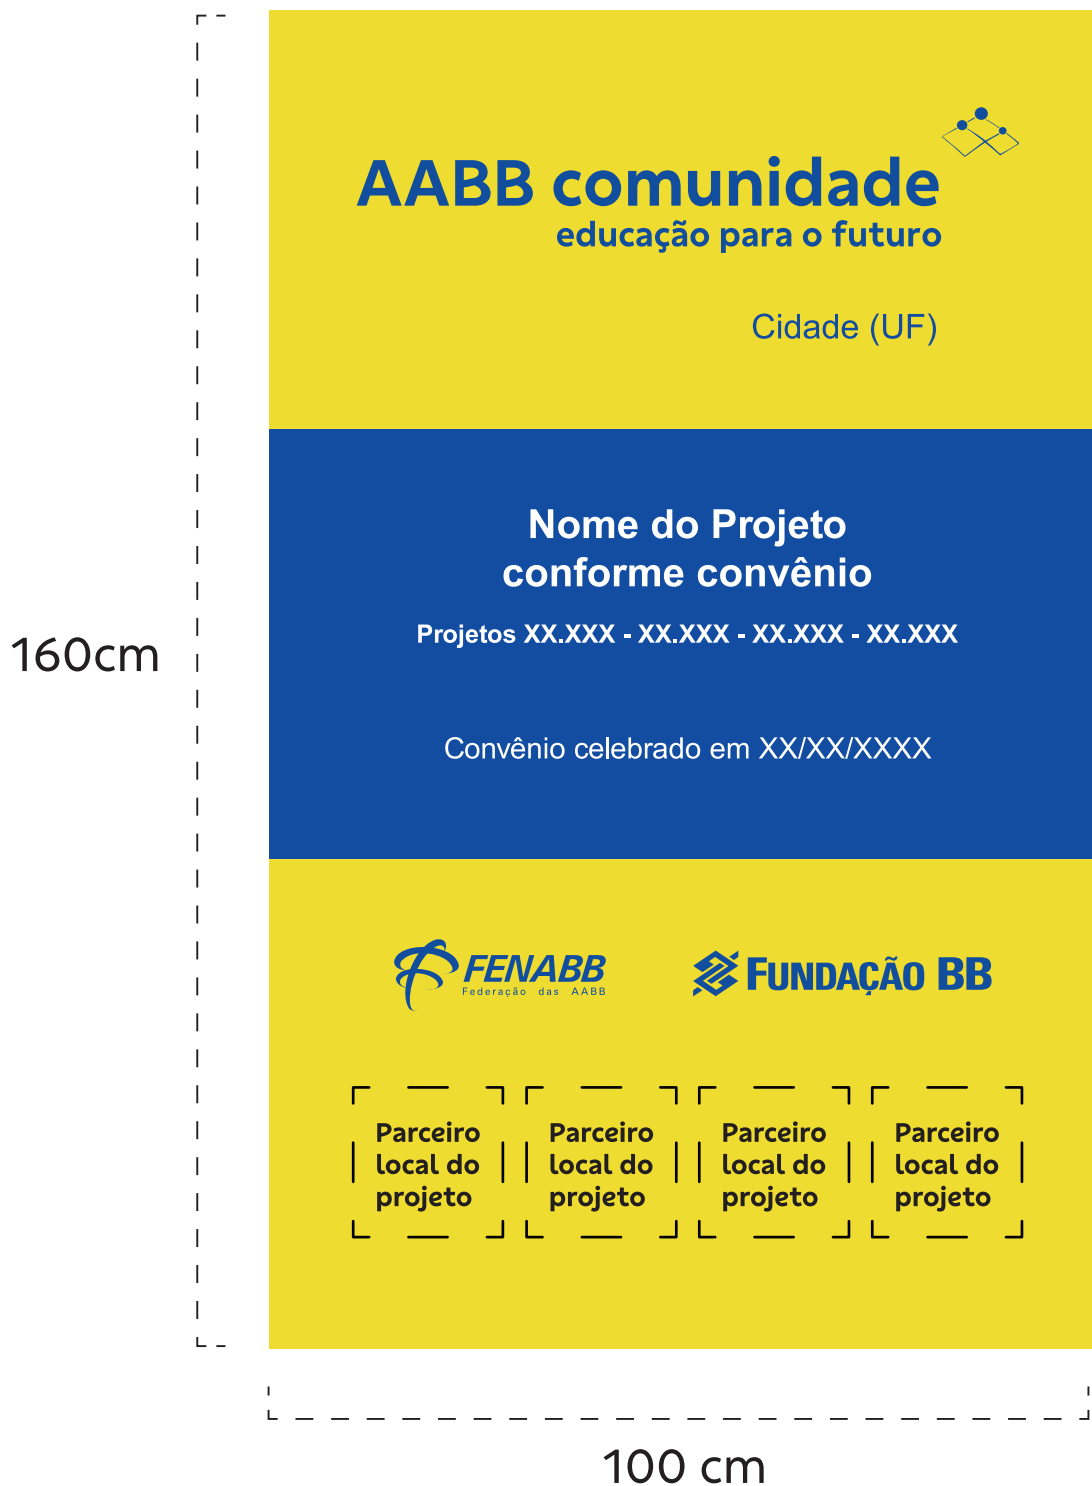 AABB comunidade
educação para o futuro
Cidade (UF)
Nome do Projeto
conforme convênio
Projetos XX.XXX - XX.XXX - XX.XXX - XX.XXX
160cm
Convênio celebrado em XX/XX/XXXX
FENABB
Federação das AABB
FUNDAÇÃO BB
Parceiro
local do
projeto
Parceiro
local do
projeto
Parceiro
local do
projeto
Parceiro
local do
projeto
100 cm